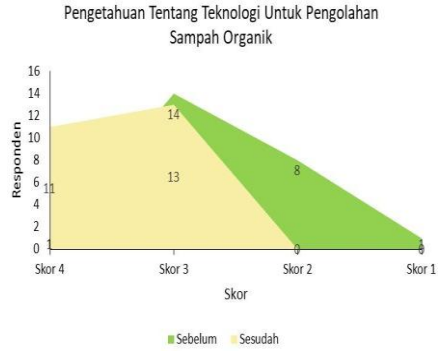 Pengetahuan Tentang Teknologi Untuk Pengolahan
Sampah Organik
16
14
12
10
8
6
4
2
0
Responden
11
1
14
13
8
0
1
0
Skor 4
Skor 3
Skor 2
Skor 1
Skor
Sebelum
Sesudah